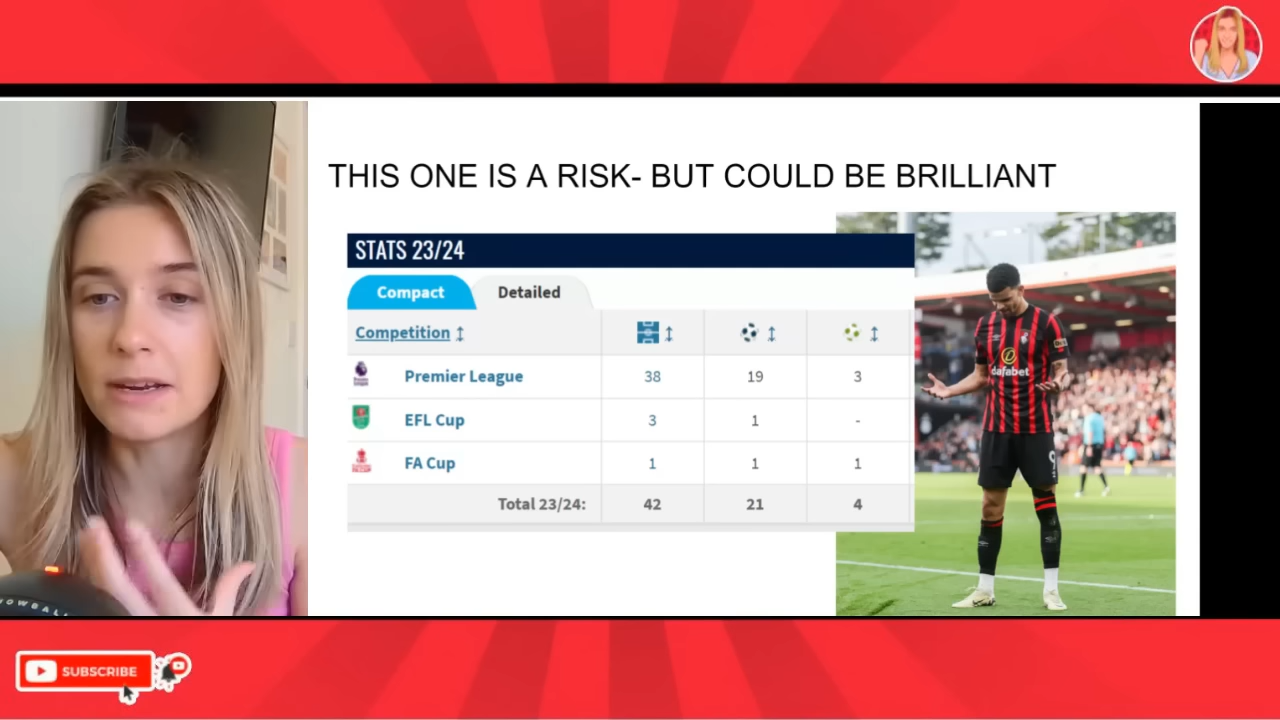 THIS ONE IS A RISK- BUT COULD BE BRILLIANT
STATS 23/24
Compact Detailed
Competition
Premier League 38 19 3
EFL Cup 3 1 -
FA Cup 1 1 1
Total 23/24: 42 21 4
dafabet
9
SUBSCRIBE